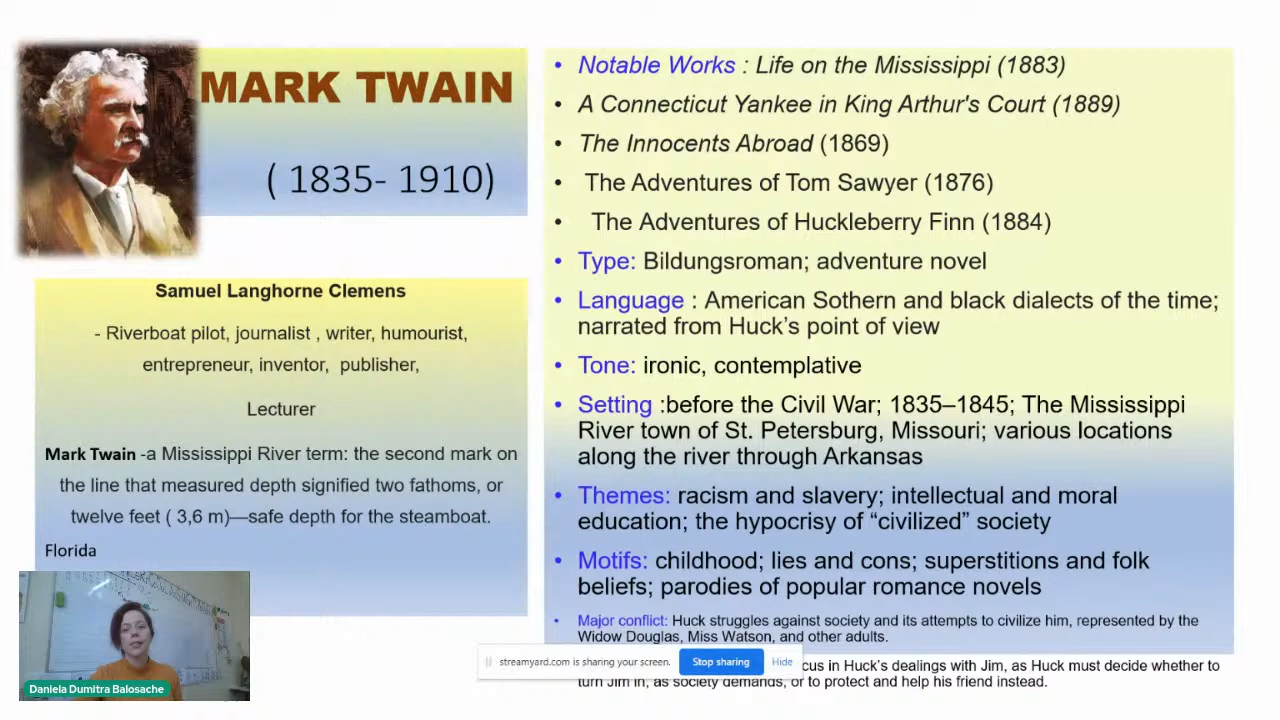 MARK TWAIN
( 1835- 1910)
Samuel Langhorne Clemens
- Riverboat pilot, journalist , writer, humourist,
entrepreneur, inventor, publisher,
Lecturer
Mark Twain -a Mississippi River term: the second mark on
the line that measured depth signified two fathoms, or
twelve feet ( 3,6 m)—safe depth for the steamboat.
Florida
Daniela Dumitra Balosache
• Notable Works : Life on the Mississippi (1883)
• A Connecticut Yankee in King Arthur's Court (1889)
• The Innocents Abroad (1869)
• The Adventures of Tom Sawyer (1876)
• The Adventures of Huckleberry Finn (1884)
• Type: Bildungsroman; adventure novel
• Language : American Sothern and black dialects of the time;
narrated from Huck’s point of view
• Tone: ironic, contemplative
• Setting :before the Civil War; 1835–1845; The Mississippi
River town of St. Petersburg, Missouri; various locations
along the river through Arkansas
• Themes: racism and slavery; intellectual and moral
education; the hypocrisy of “civilized” society
• Motifs: childhood; lies and cons; superstitions and folk
beliefs; parodies of popular romance novels
• Major conflict: Huck struggles against society and its attempts to civilize him, represented by the
Widow Douglas, Miss Watson, and other adults.
streamyard.com is sharing your screen. Stop sharing Hide
in Huck’s dealings with Jim, as Huck must decide whether to
turn Jim in, as society demands, or to protect and help his friend instead.